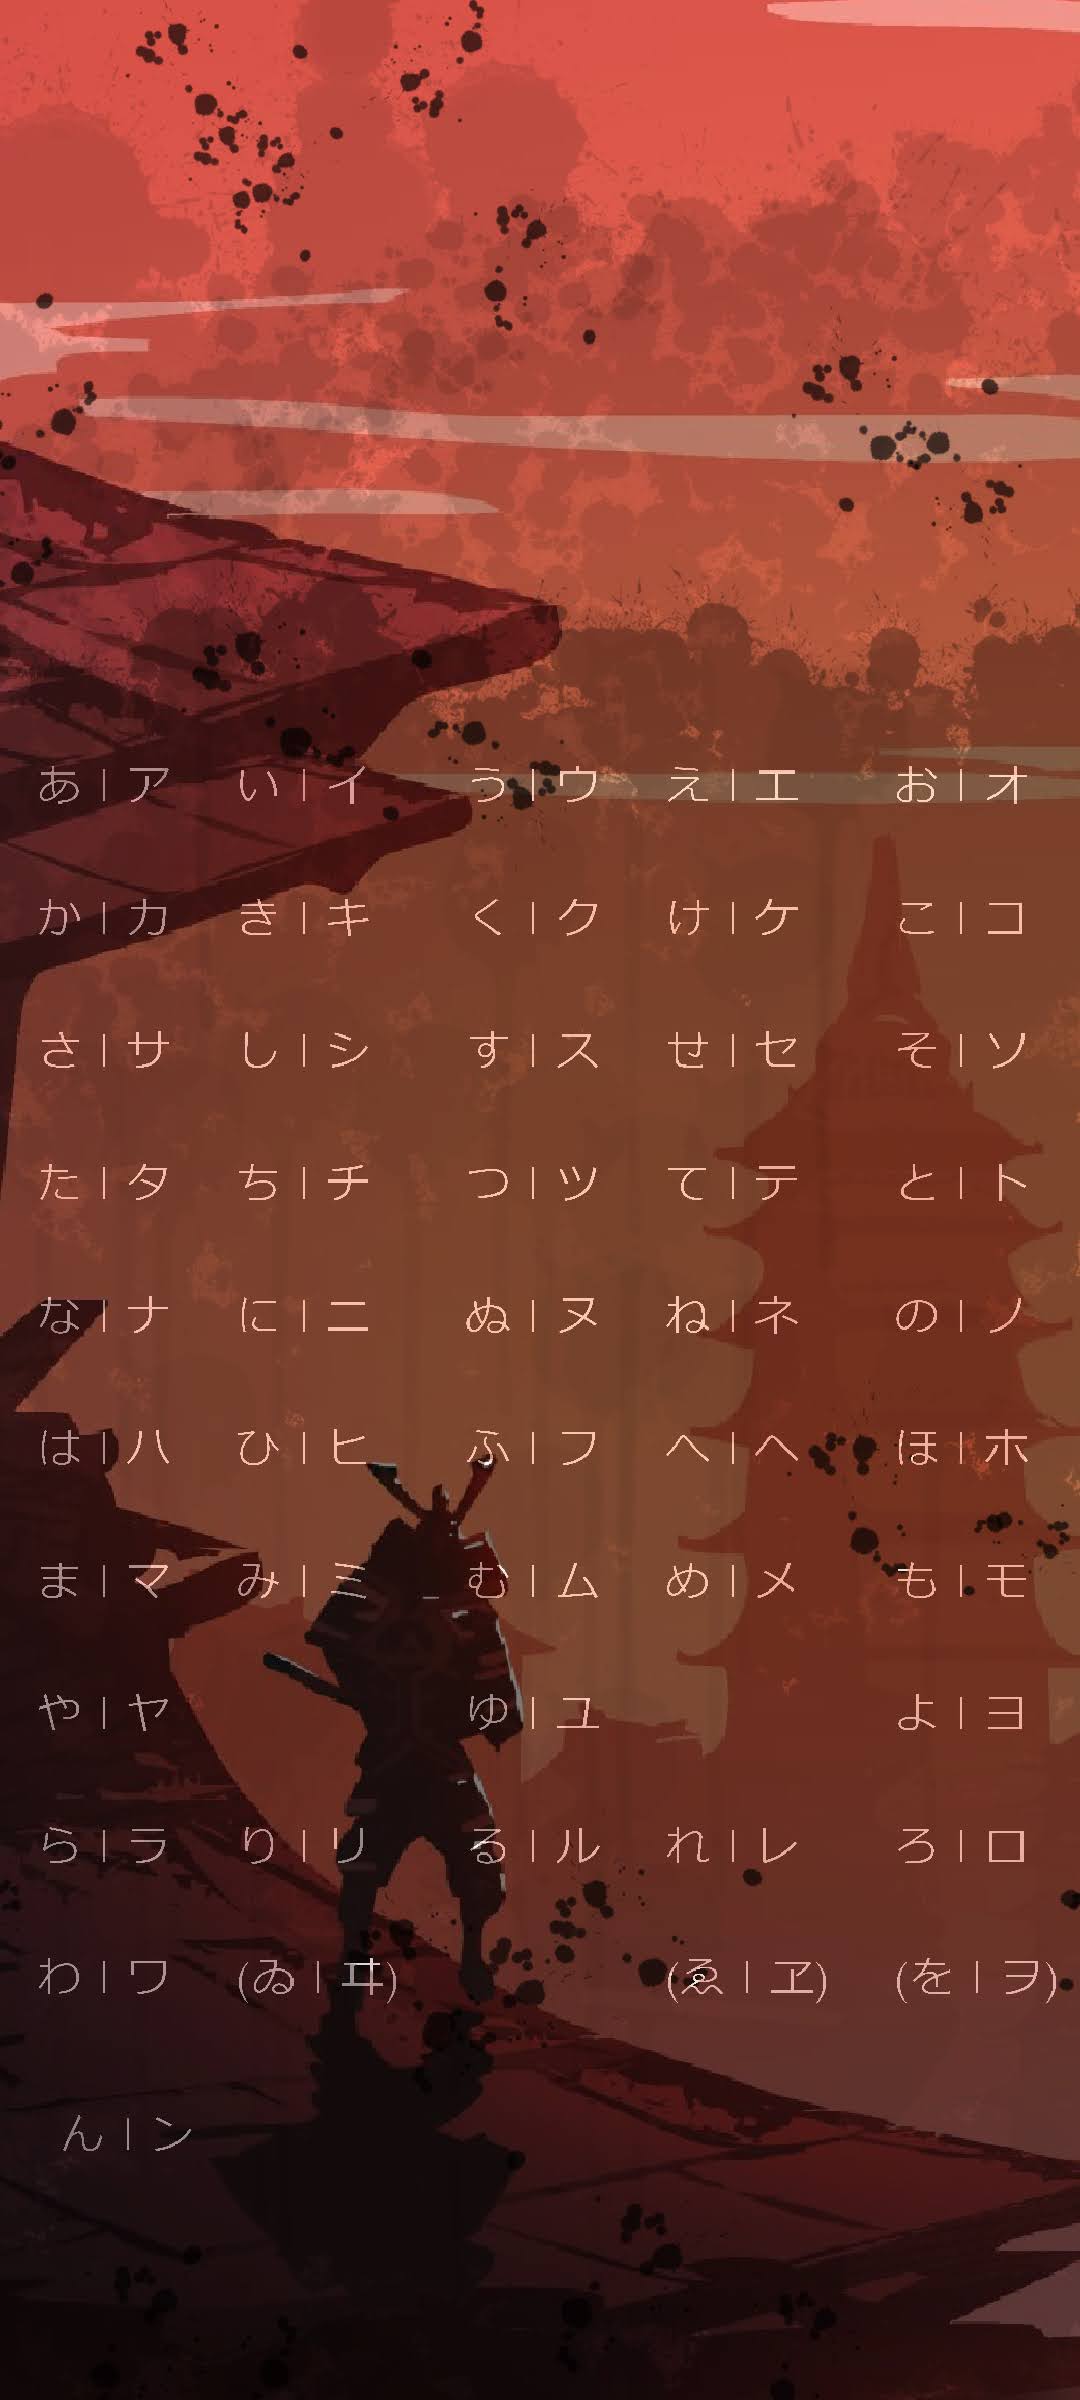 あ|ア い|イ う|ウ え|エ お|オ
か|カ き|キ く|ク け|ケ こ|コ
さ|サ し|シ す|ス せ|セ そ|ソ
た|タ ち|チ つ|ツ て|テ と|ト
な|ナ に|ニ ぬ|ヌ ね|ネ の|ノ
は|ハ ひ|ヒ ふ|フ へ|ヘ ほ|ホ
ま|マ み|ミ む|ム め|メ も|モ
や|ヤ ゆ|ユ よ|ヨ
ら|ラ り|リ る|ル れ|レ ろ|ロ
わ|ワ (ゐ|ヰ) (ゑ|ヱ) (を|ヲ)
ん|ン